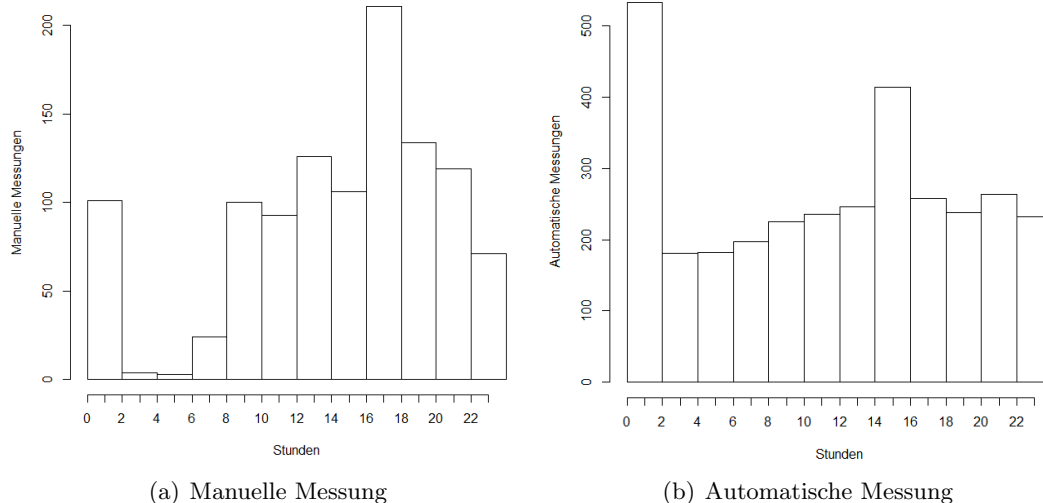 Manuelle Messungen
0
50
100
150
200
0 2 4 6 8 10 12 14 16 18 20 22
Stunden
(a) Manuelle Messung
Automatische Messungen
0
100
200
300
400
500
0 2 4 6 8 10 12 14 16 18 20 22
Stunden
(b) Automatische Messung